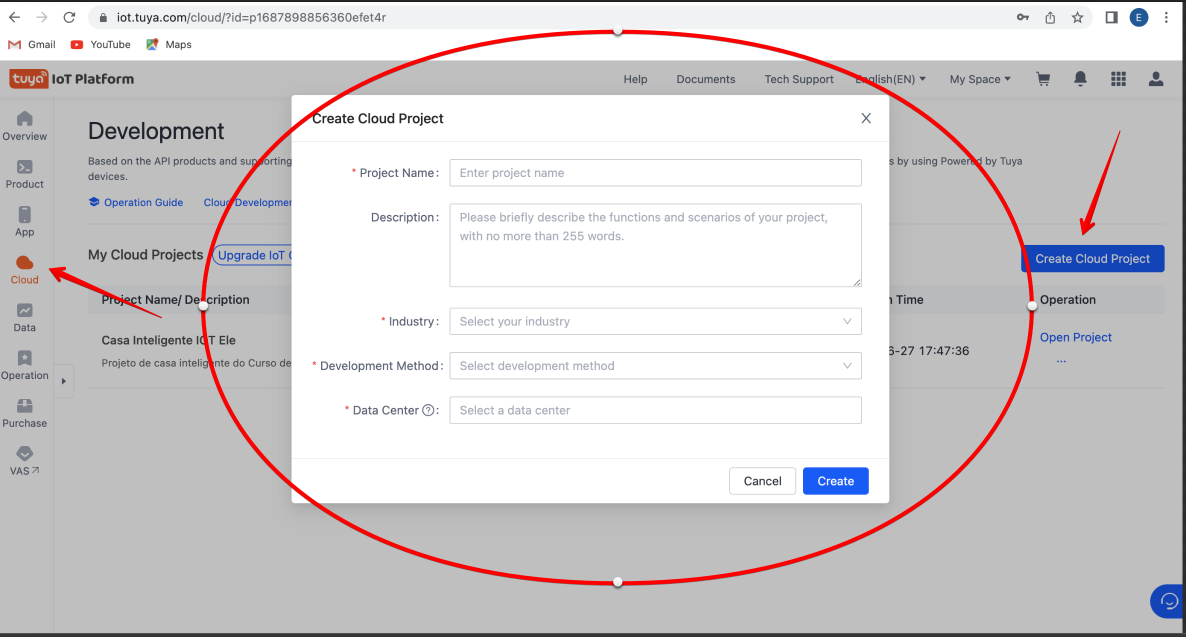 iot.tuya.com/cloud/?id=p1687898856360efet4r
E
Gmail
YouTube
Maps
tuya IoT Platform
Help
Documents
Tech Support
English(EN)
My Space
Overview
Product
App
Cloud
Data
Operation
Purchase
VAS
Development
Based on the API products and supporting
s by using Powered by Tuya
devices.
Operation Guide
Cloud Developmen
My Cloud Projects
Upgrade IoT
Create Cloud Project
Project Name/ Description
n Time
Operation
Casa Inteligente IOT Ele
Projeto de casa inteligente do Curso de
6-27 17:47:36
Open Project
...
Create Cloud Project
* Project Name:
Enter project name
Description:
Please briefly describe the functions and scenarios of your project,
with no more than 255 words.
* Industry:
Select your industry
* Development Method:
Select development method
* Data Center ? :
Select a data center
Cancel
Create